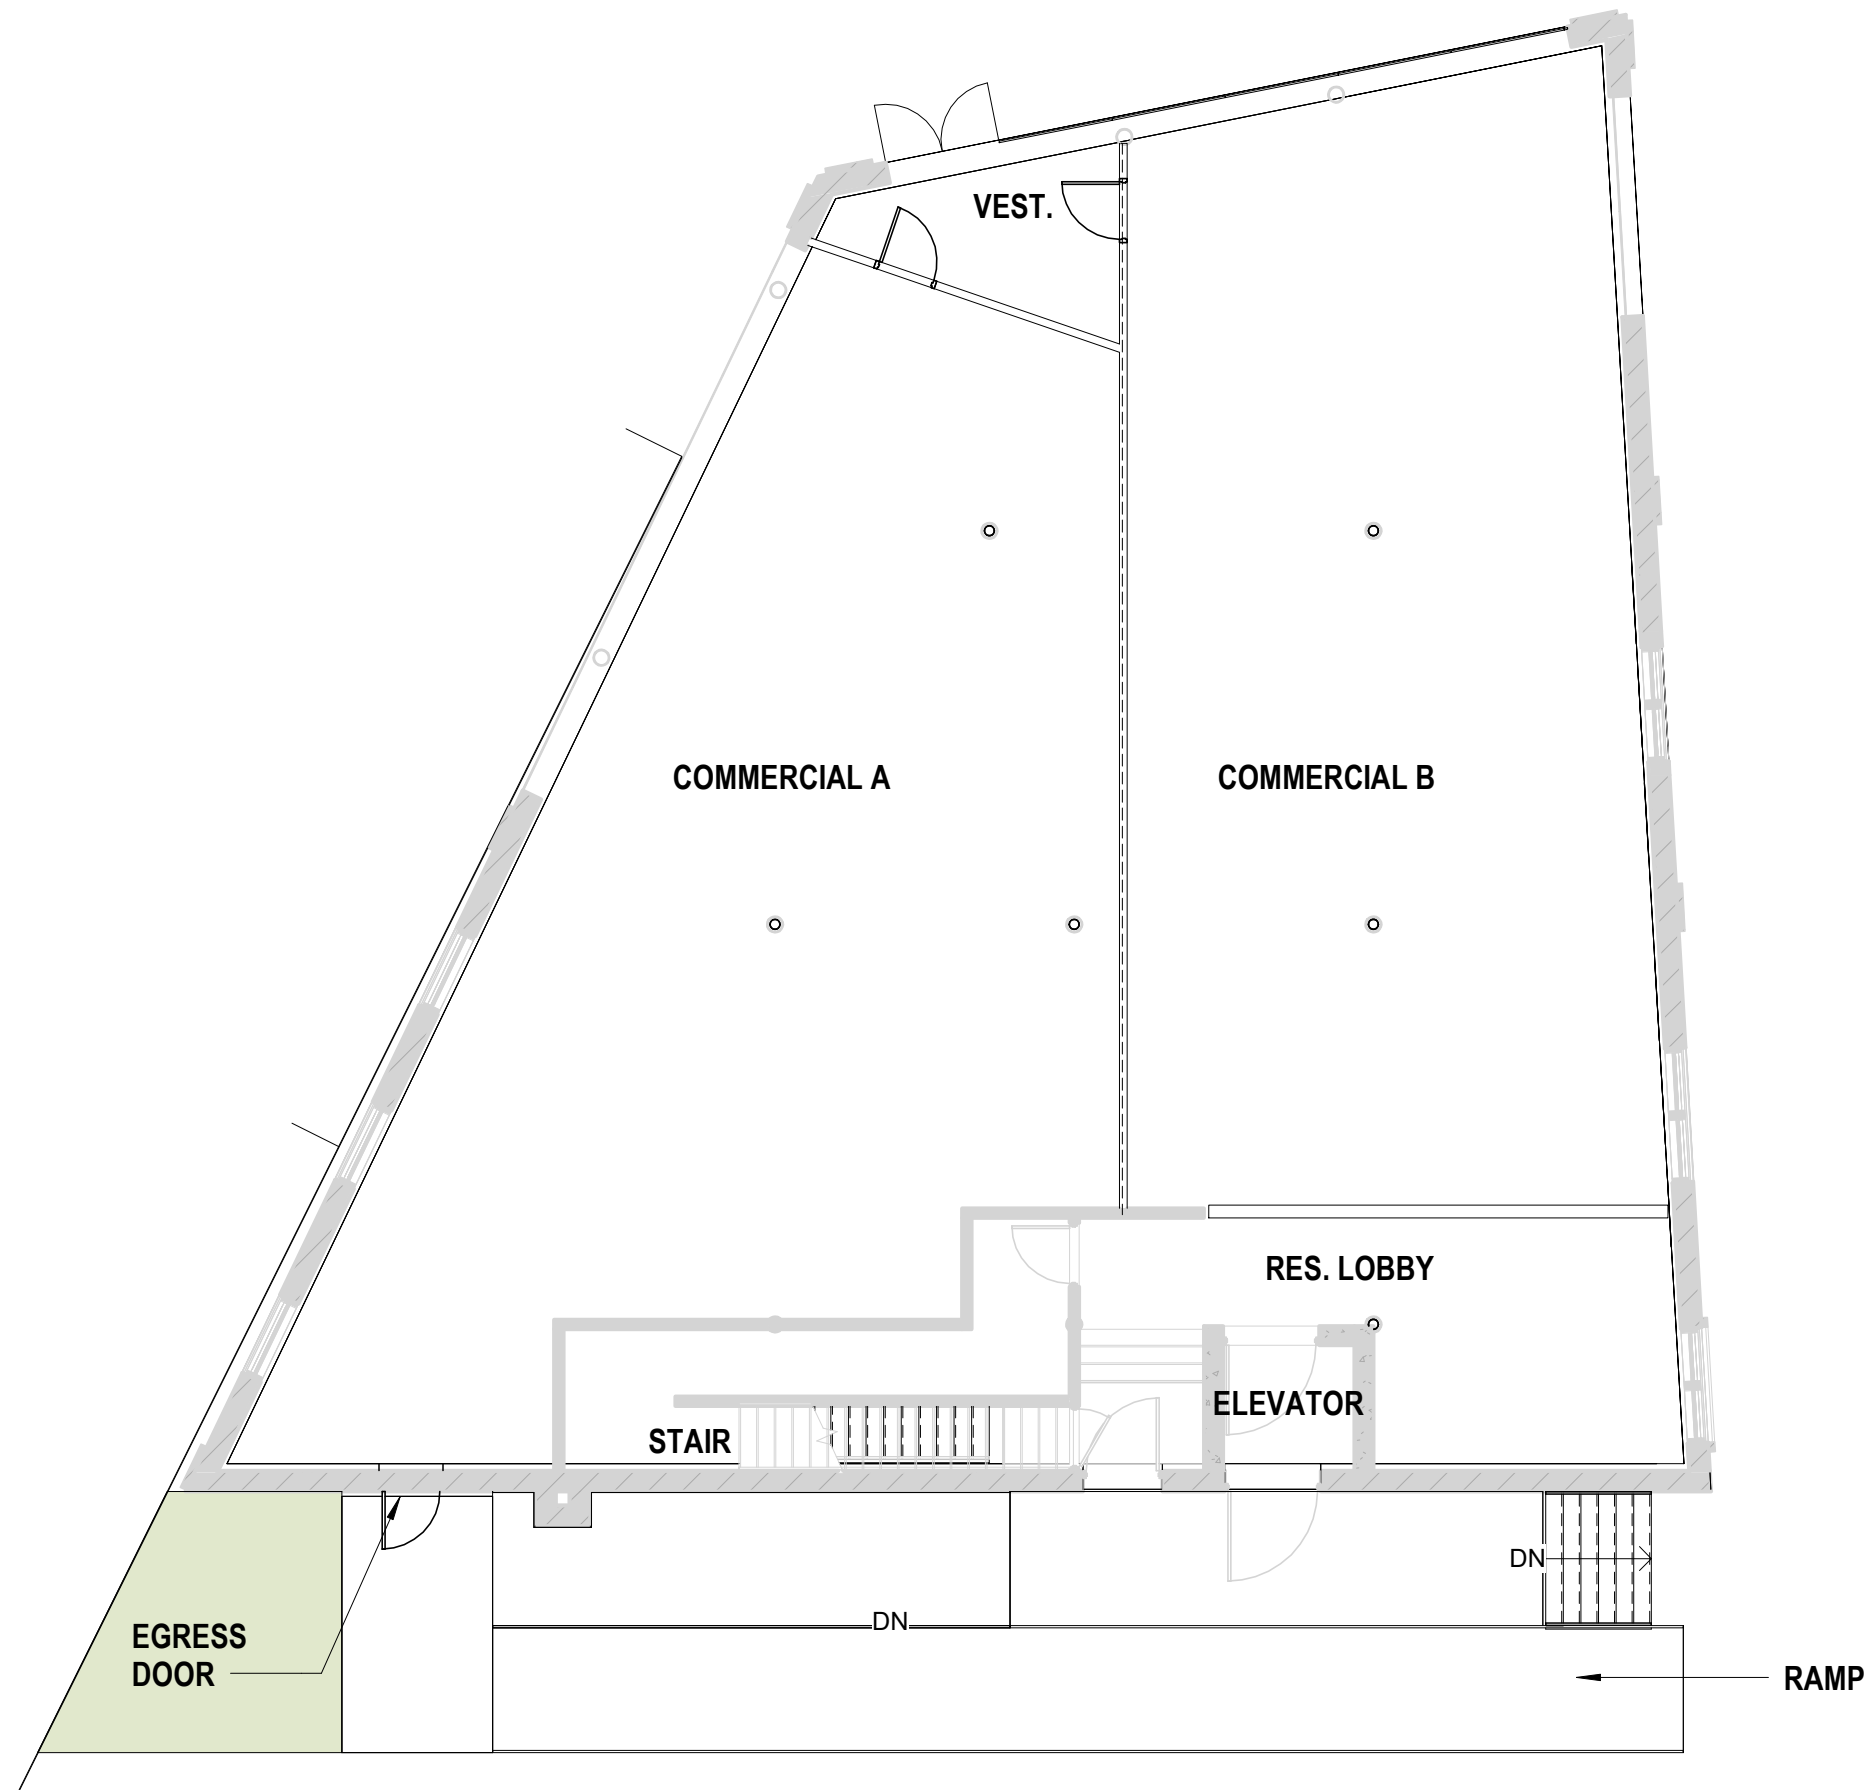 VEST.
COMMERCIAL A
COMMERCIAL B
RES. LOBBY
ELEVATOR
STAIR
DN
DN
EGRESS
DOOR
RAMP